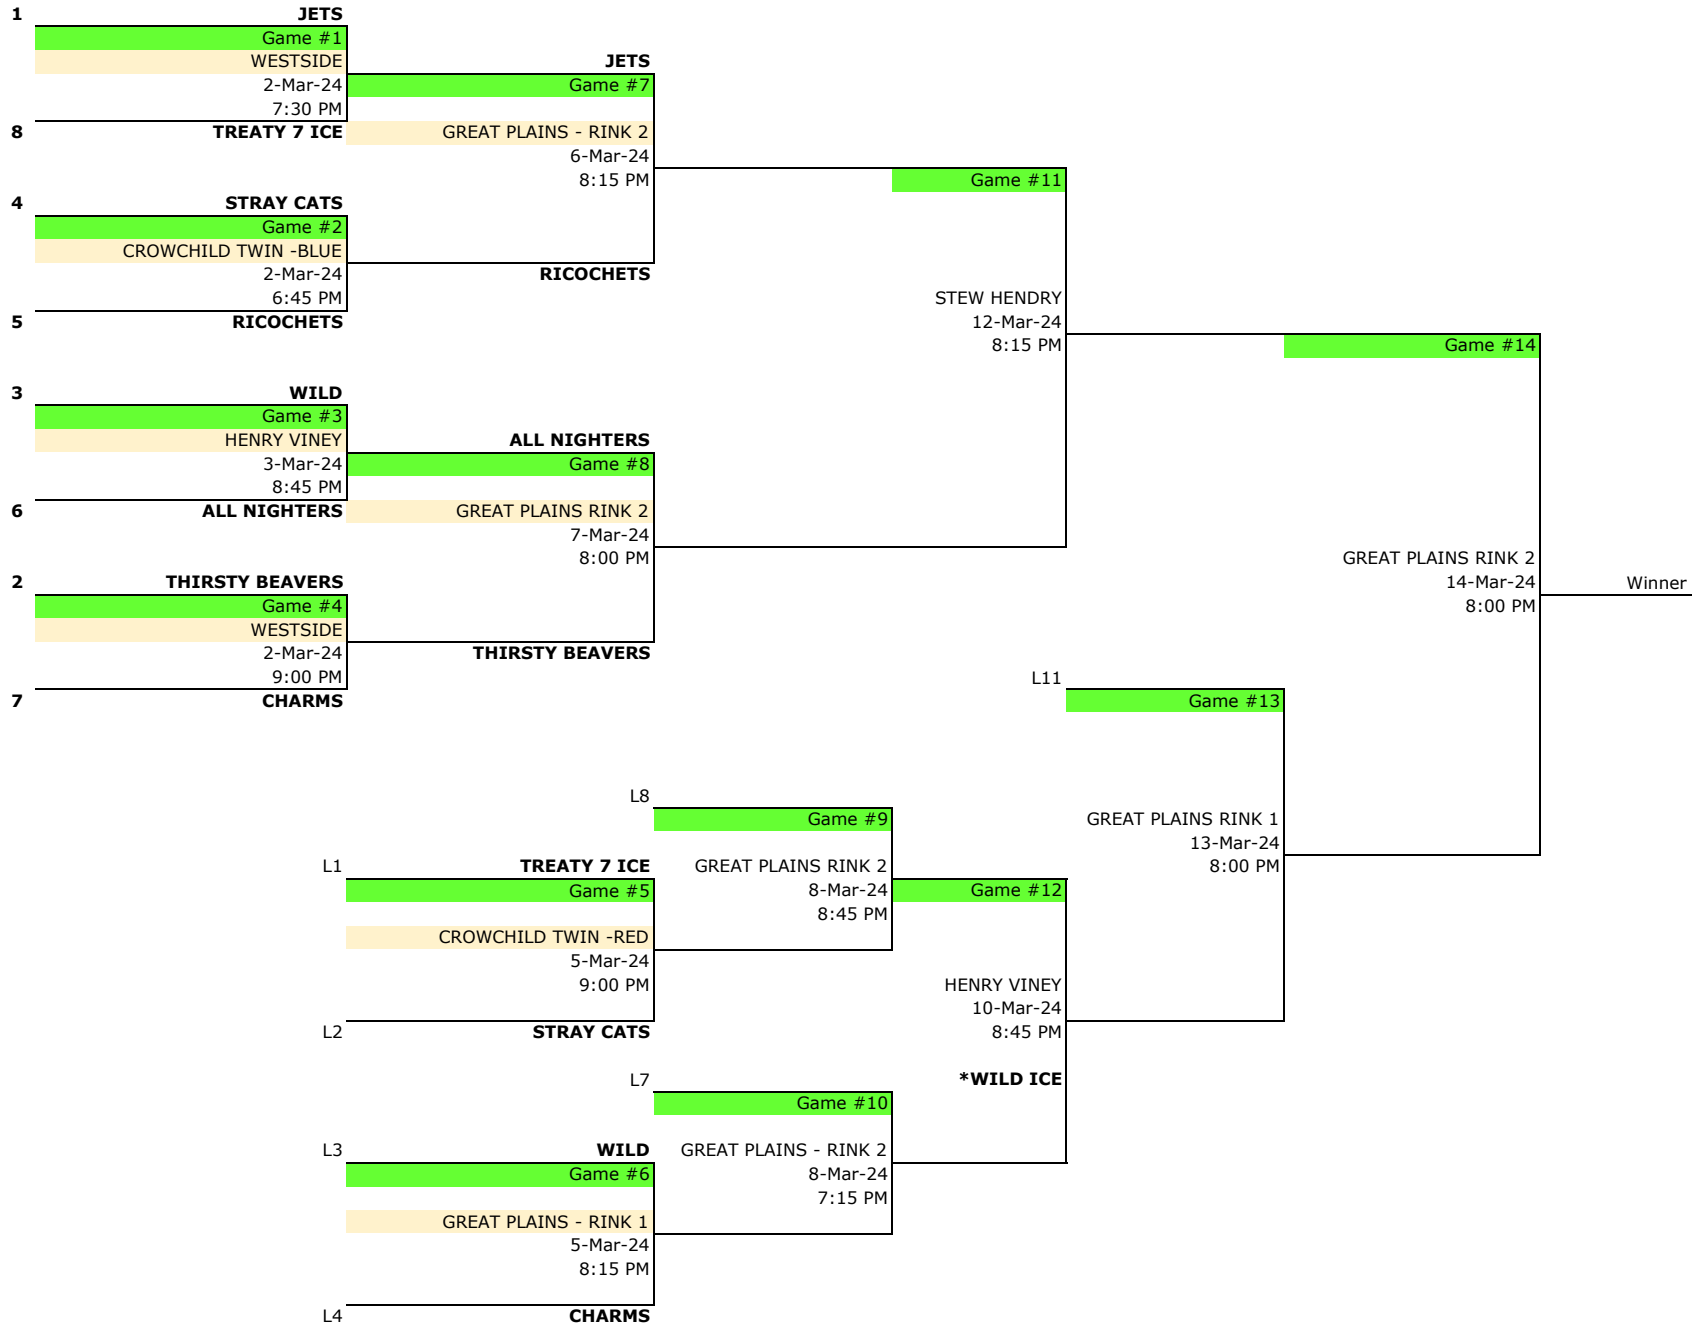 1 JETS
Game #1
WESTSIDE
2-Mar-24
7:30 PM
8 TREATY 7 ICE
JETS
Game #7
GREAT PLAINS - RINK 2
6-Mar-24
8:15 PM
4 STRAY CATS
Game #2
CROWCHILD TWIN -BLUE
2-Mar-24
6:45 PM
5 RICOCHETS
RICOCHETS
Game #11
STEW HENDRY
12-Mar-24
8:15 PM
3 WILD
Game #3
HENRY VINEY
3-Mar-24
8:45 PM
6 ALL NIGHTERS
ALL NIGHTERS
Game #8
GREAT PLAINS RINK 2
7-Mar-24
8:00 PM
2 THIRSTY BEAVERS
Game #4
WESTSIDE
2-Mar-24
9:00 PM
7 CHARMS
THIRSTY BEAVERS
Game #14
GREAT PLAINS RINK 2
14-Mar-24
8:00 PM
Winner
L11
Game #13
GREAT PLAINS RINK 1
13-Mar-24
8:00 PM
L8
Game #9
GREAT PLAINS RINK 2
8-Mar-24
8:45 PM
L1 TREATY 7 ICE
Game #5
CROWCHILD TWIN -RED
5-Mar-24
9:00 PM
L2 STRAY CATS
Game #12
HENRY VINEY
10-Mar-24
8:45 PM
*WILD ICE
L7
Game #10
GREAT PLAINS - RINK 2
8-Mar-24
7:15 PM
L3 WILD
Game #6
GREAT PLAINS - RINK 1
5-Mar-24
8:15 PM
L4 CHARMS